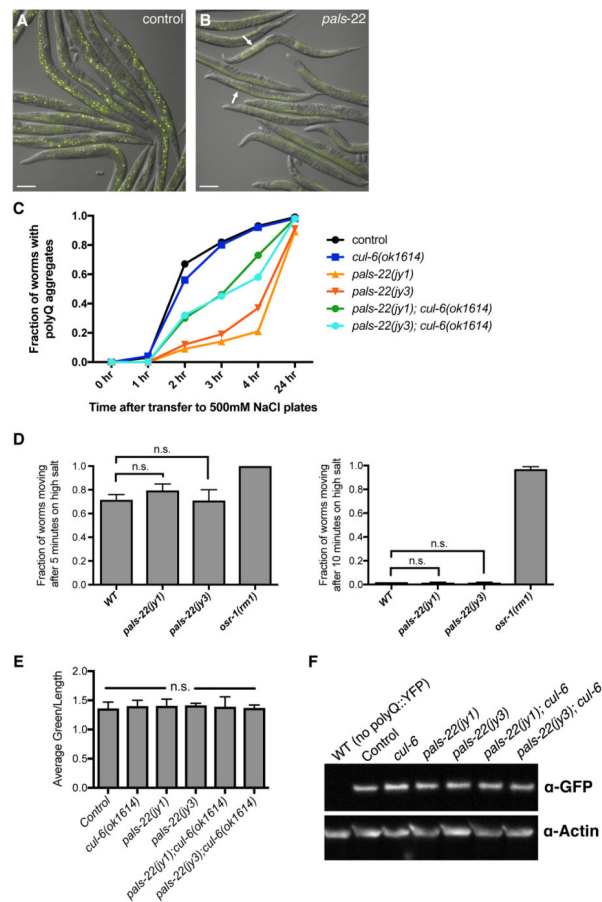 A control
B pals-22
C
Fraction of worms with
polyQ aggregates
1.0
0.8
0.6
0.4
0.2
0.0
0 hr
1 hr
2 hr
3 hr
4 hr
24 hr
Time after transfer to 500mM NaCl plates
control
cul-6(ok1614)
pals-22(jy1)
pals-22(jy3)
pals-22(jy1); cul-6(ok1614)
pals-22(jy3); cul-6(ok1614)
D
Fraction of worms moving
after 5 minutes on high salt
1.0
0.8
0.6
0.4
0.2
0.0
n.s.
n.s.
WT
pals-22(jy1)
pals-22(jy3)
osr-1(rm1)
Fraction of worms moving
after 10 minutes on high salt
1.0
0.8
0.6
0.4
0.2
0.0
n.s.
n.s.
WT
pals-22(jy1)
pals-22(jy3)
osr-1(rm1)
E
Average Green/Length
2.0
1.5
1.0
0.5
0.0
n.s.
Control
cul-6(ok1614)
pals-22(jy1)
pals-22(jy3)
pals-22(jy1);cul-6(ok1614)
pals-22(jy3);cul-6(ok1614)
F
WT (no polyQ::YFP)
Control
cul-6
pals-22(jy1)
pals-22(jy3)
pals-22(jy1); cul-6
pals-22(jy3); cul-6
α-GFP
α-Actin